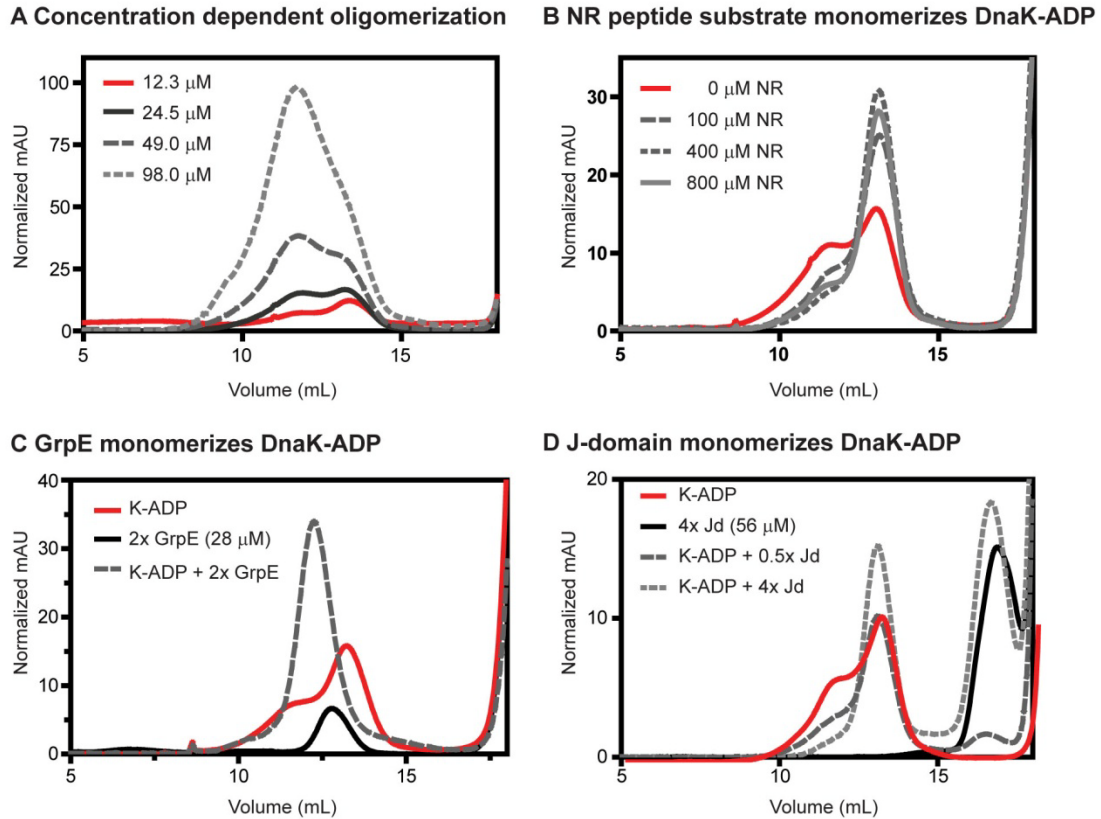 A Concentration dependent oligomerization
12.3 µM
24.5 µM
49.0 µM
98.0 µM
Normalized mAU
100
75
50
25
0
5
10
15
Volume (mL)
B NR peptide substrate monomerizes DnaK-ADP
0 µM NR
100 µM NR
400 µM NR
800 µM NR
Normalized mAU
30
20
10
0
5
10
15
Volume (mL)
C GrpE monomerizes DnaK-ADP
K-ADP
2x GrpE (28 µM)
K-ADP + 2x GrpE
Normalized mAU
40
30
20
10
0
5
10
15
Volume (mL)
D J-domain monomerizes DnaK-ADP
K-ADP
4x Jd (56 µM)
K-ADP + 0.5x Jd
K-ADP + 4x Jd
Normalized mAU
20
10
0
5
10
15
Volume (mL)